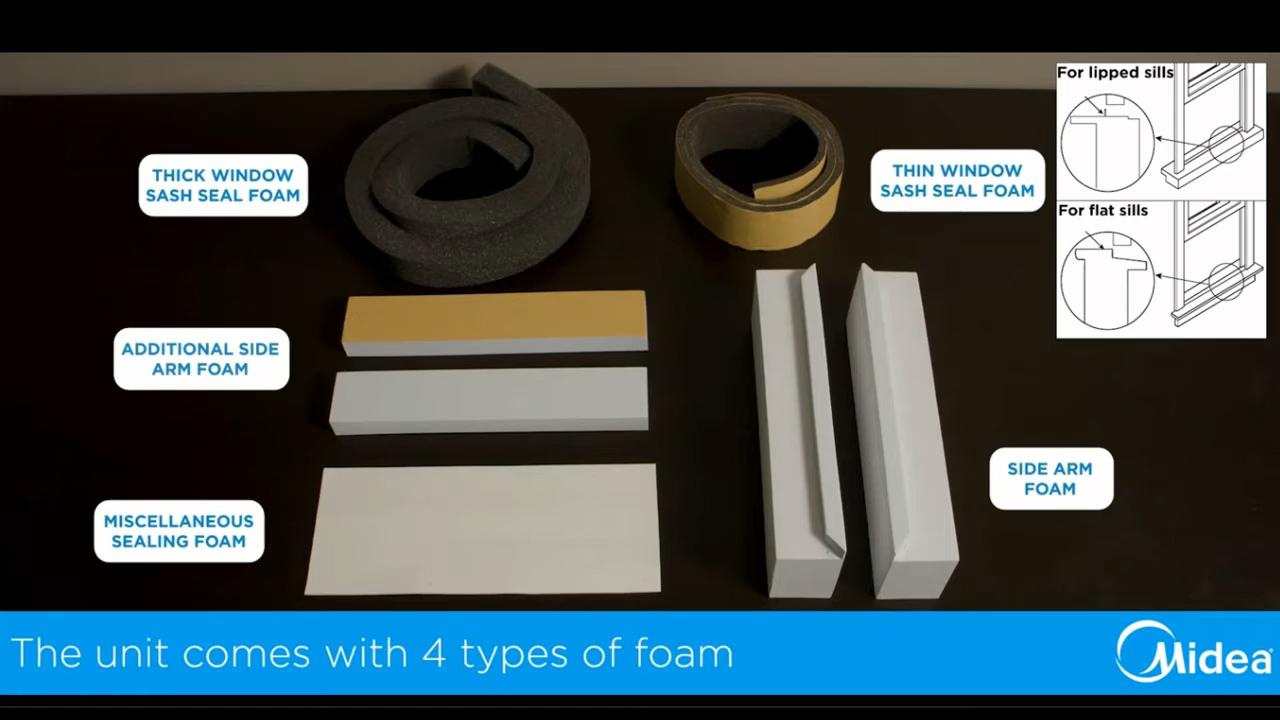 For lipped sills
THICK WINDOW
SASH SEAL FOAM
THIN WINDOW
SASH SEAL FOAM
For flat sills
ADDITIONAL SIDE
ARM FOAM
SIDE ARM
FOAM
MISCELLANEOUS
SEALING FOAM
The unit comes with 4 types of foam
Midea